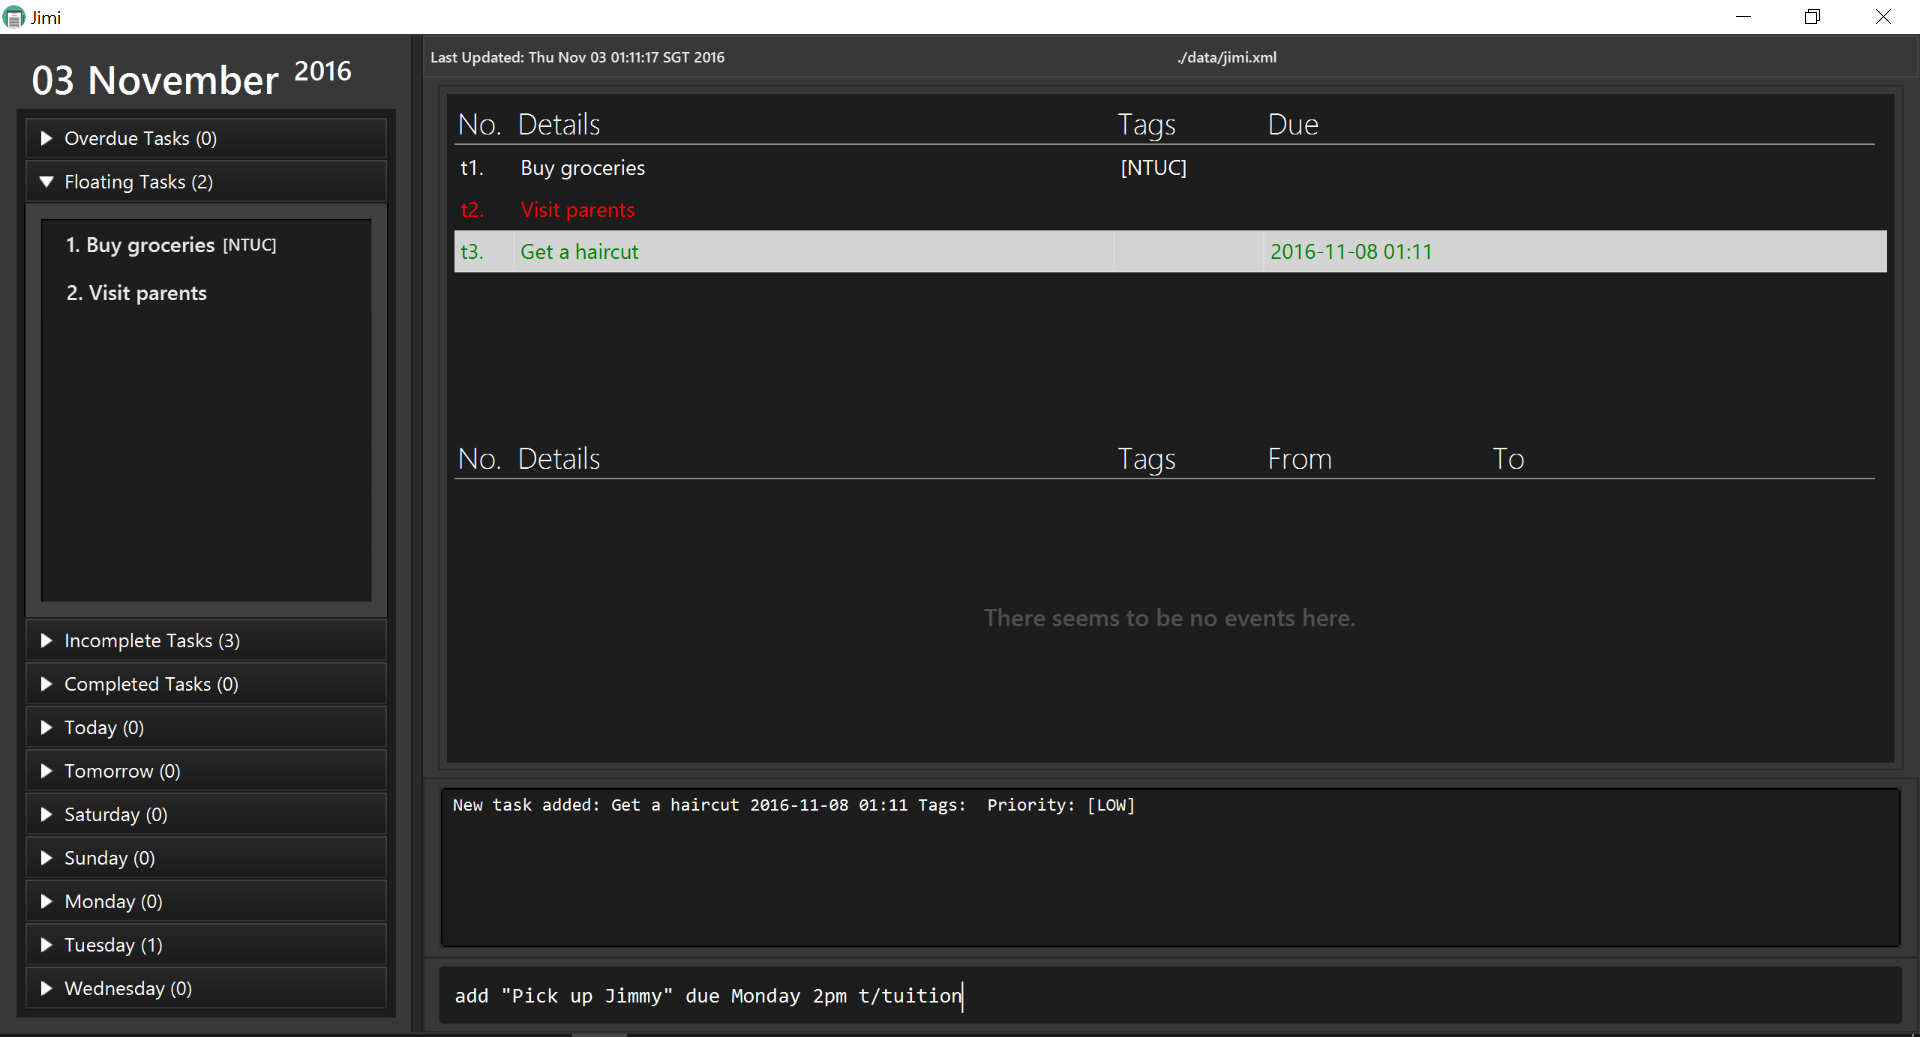 Jimi
03 November 2016
Overdue Tasks (0)
Floating Tasks (2)
1. Buy groceries [NTUC]
2. Visit parents
Incomplete Tasks (3)
Completed Tasks (0)
Today (0)
Tomorrow (0)
Saturday (0)
Sunday (0)
Monday (0)
Tuesday (1)
Wednesday (0)
Last Updated: Thu Nov 03 01:11:17 SGT 2016 ./data/jimi.xml
No. Details Tags Due
t1. Buy groceries [NTUC]
t2. Visit parents
t3. Get a haircut 2016-11-08 01:11
No. Details Tags From To
There seems to be no events here.
New task added: Get a haircut 2016-11-08 01:11 Tags:  Priority: [LOW]
add "Pick up Jimmy" due Monday 2pm t/tuition